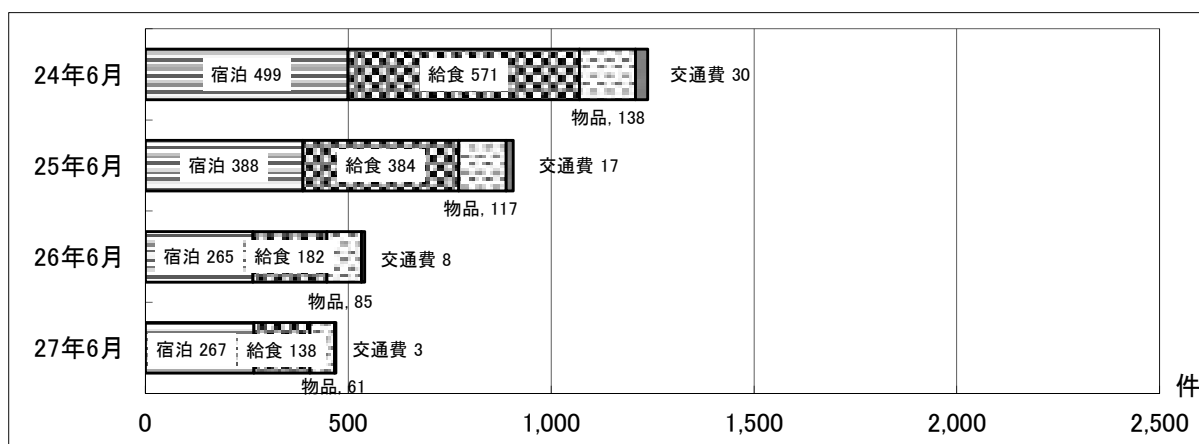 24年6月 宿泊 499 給食 571 交通費 30
物品, 138
25年6月 宿泊 388 給食 384 交通費 17
物品, 117
26年6月 宿泊 265 給食 182 交通費 8
物品, 85
27年6月 宿泊 267 給食 138 交通費 3
物品, 61
件
0 500 1,000 1,500 2,000 2,500